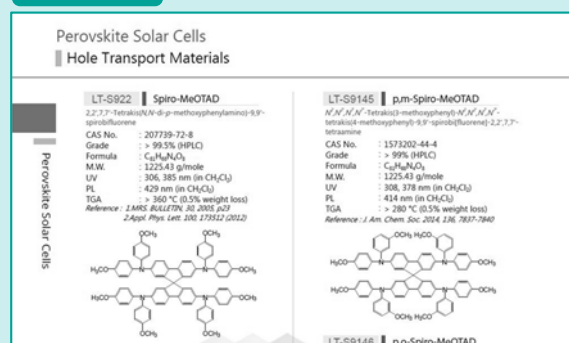 Perovskite Solar Cells
Hole Transport Materials
Perovskite Solar Cells
LT-S922 Spiro-MeOTAD
2,2',7,7'-Tetrakis(N,N-di-p-methoxyphenylamino)-9,9'-
spirobifluorene
CAS No. : 207739-72-8
Grade : > 99.5% (HPLC)
Formula : C₈₁H₆₈N₄O₈
M.W. : 1225.43 g/mole
UV : 306, 385 nm (in CH₂Cl₂)
PL : 429 nm (in CH₂Cl₂)
TGA : > 360 °C (0.5% weight loss)
Reference : 1.MRS. BULLETIN, 30, 2005, p23
2.Appl. Phys. Lett. 100, 173512 (2012)
OCH₃ OCH₃
H₃CO N N OCH₃
H₃CO N N OCH₃
OCH₃ OCH₃
LT-S9145 p,m-Spiro-MeOTAD
N²,N²',N⁷,N⁷'-Tetrakis(3-methoxyphenyl)-N²,N²',N⁷,N⁷'-
tetrakis(4-methoxyphenyl)-9,9'-spirobi[fluorene]-2,2',7,7'-
tetraamine
CAS No. : 1573202-44-4
Grade : > 99% (HPLC)
Formula : C₈₁H₆₈N₄O₈
M.W. : 1225.43 g/mole
UV : 308, 378 nm (in CH₂Cl₂)
PL : 414 nm (in CH₂Cl₂)
TGA : > 280 °C (0.5% weight loss)
Reference : J. Am. Chem. Soc. 2014, 136, 7837-7840
OCH₃ H₃CO
H₃CO N N OCH₃
H₃CO N N OCH₃
OCH₃ H₃CO
LT-S9146 p,o-Spiro-MeOTAD